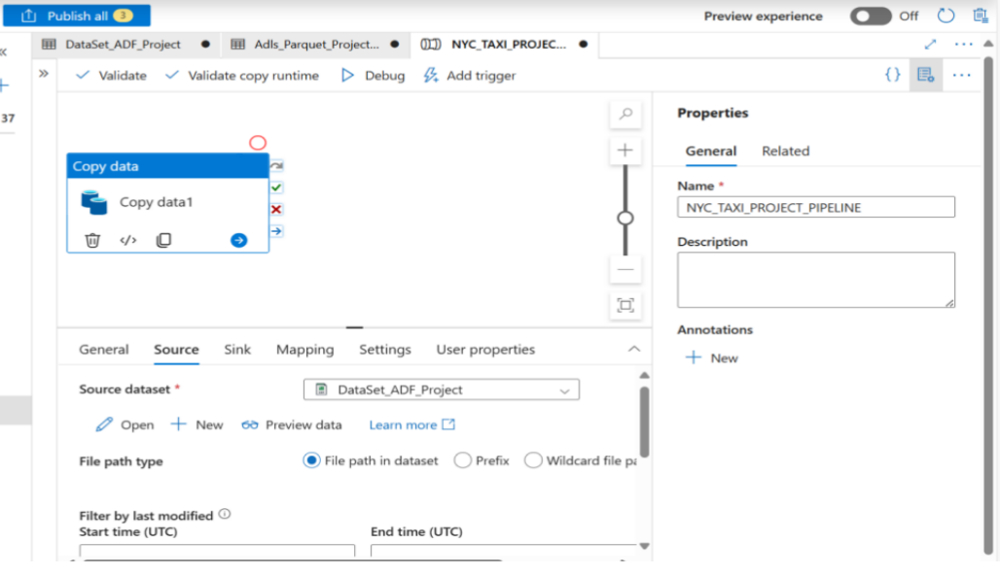 Publish all 3
Preview experience Off
DataSet_ADF_Project Adls_Parquet_Project... NYC_TAXI_PROJEC...
Validate Validate copy runtime Debug Add trigger {} ...
37
Properties
General Related
Name *
NYC_TAXI_PROJECT_PIPELINE
Description
Annotations
New
Copy data
Copy data1
General Source Sink Mapping Settings User properties
Source dataset * DataSet_ADF_Project
Open New Preview data Learn more
File path type File path in dataset Prefix Wildcard file pa
Filter by last modified
Start time (UTC) End time (UTC)